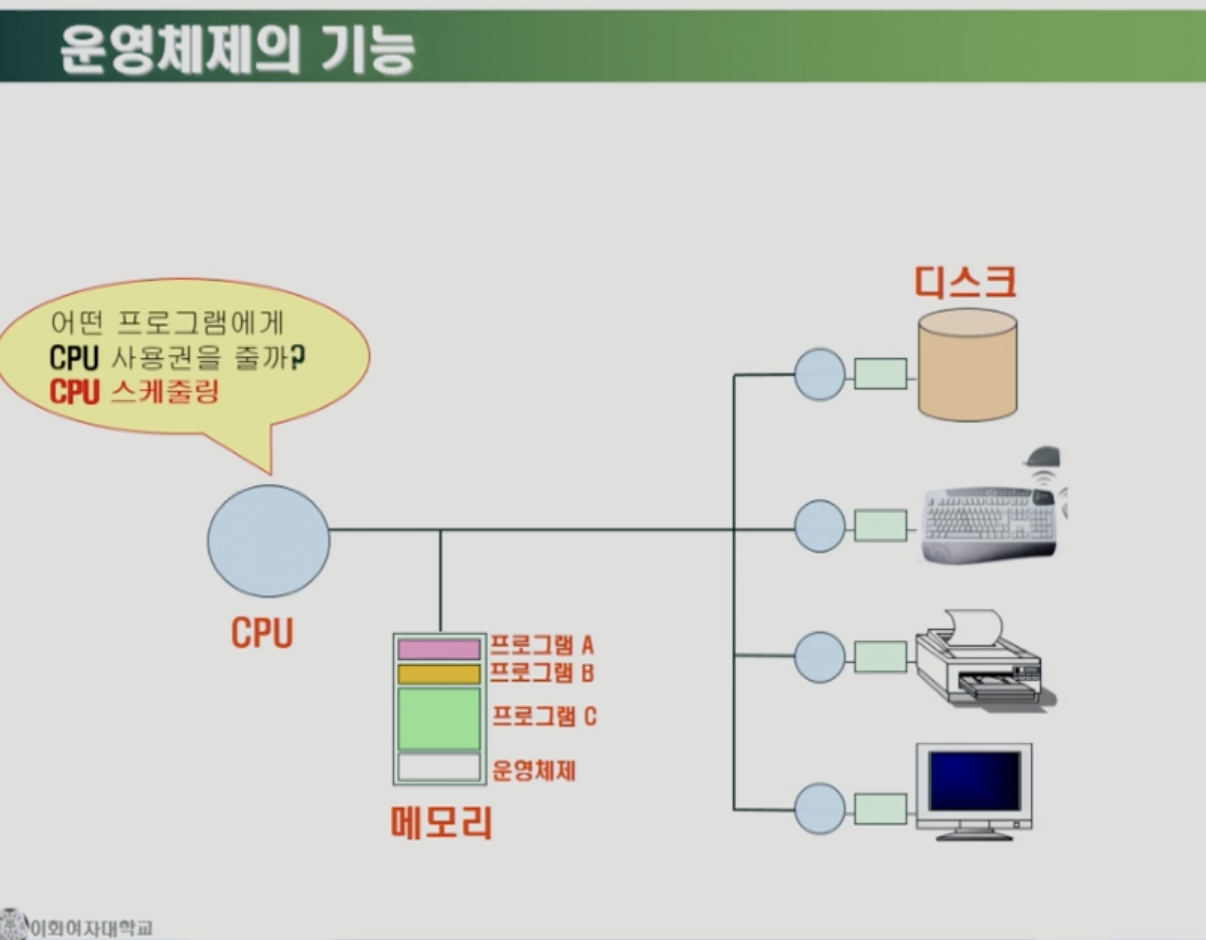 운영체제의 기능
어떤 프로그램에게
CPU 사용권을 줄까?
CPU 스케줄링
디스크
CPU
프로그램 A
프로그램 B
프로그램 C
운영체제
메모리
이화여자대학교